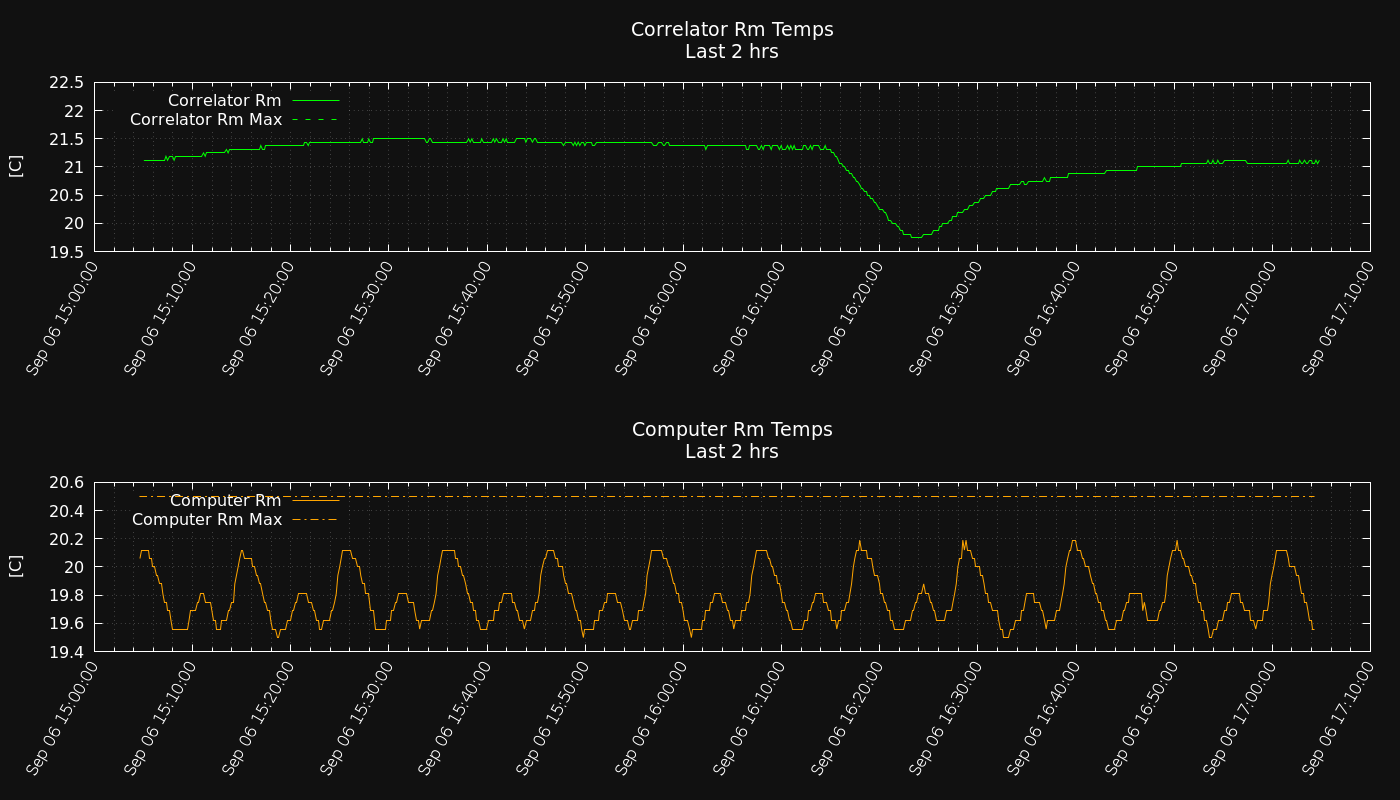 Correlator Rm Temps
Last 2 hrs
22.5
22
21.5
21
20.5
20
19.5
[C]
Correlator Rm
Correlator Rm Max
Sep 06 15:00:00
Sep 06 15:10:00
Sep 06 15:20:00
Sep 06 15:30:00
Sep 06 15:40:00
Sep 06 15:50:00
Sep 06 16:00:00
Sep 06 16:10:00
Sep 06 16:20:00
Sep 06 16:30:00
Sep 06 16:40:00
Sep 06 16:50:00
Sep 06 17:00:00
Sep 06 17:10:00
Computer Rm Temps
Last 2 hrs
20.6
20.4
20.2
20
19.8
19.6
19.4
[C]
Computer Rm
Computer Rm Max
Sep 06 15:00:00
Sep 06 15:10:00
Sep 06 15:20:00
Sep 06 15:30:00
Sep 06 15:40:00
Sep 06 15:50:00
Sep 06 16:00:00
Sep 06 16:10:00
Sep 06 16:20:00
Sep 06 16:30:00
Sep 06 16:40:00
Sep 06 16:50:00
Sep 06 17:00:00
Sep 06 17:10:00